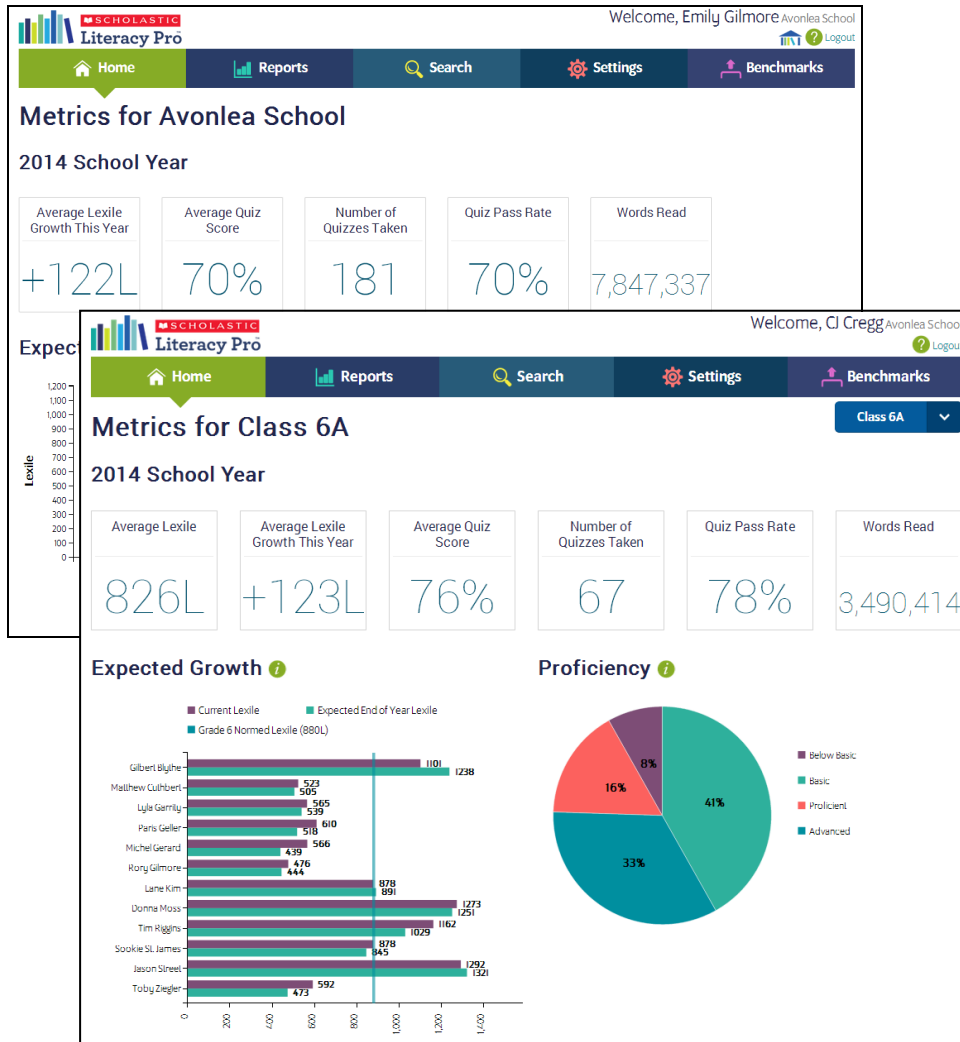 SCHOLASTIC
Literacy Pro
Welcome, Emily Gilmore Avonlea School
? Logout
Home Reports Search Settings Benchmarks
Metrics for Avonlea School
2014 School Year
Average Lexile Growth This Year
+122L
Average Quiz Score
70%
Number of Quizzes Taken
181
Quiz Pass Rate
70%
Words Read
7,847,337
Expec
1,200
1,100
1,000
900
800
700
600
500
400
300
200
100
0
Lexile
SCHOLASTIC
Literacy Pro
Welcome, CJ Cregg Avonlea Schoo
? Logou
Home Reports Search Settings Benchmarks
Metrics for Class 6A
Class 6A
2014 School Year
Average Lexile
826L
Average Lexile Growth This Year
+123L
Average Quiz Score
76%
Number of Quizzes Taken
67
Quiz Pass Rate
78%
Words Read
3,490,414
Expected Growth i
Current Lexile Expected End of Year Lexile
Grade 6 Normed Lexile (880L)
Gilbert Blythe 1101 1238
Matthew Cuthbert 523 505
Lyla Garrity 565 539
Paris Geller 610 518
Michel Gerard 566 439
Rory Gilmore 476 444
Lane Kim 878 891
Donna Moss 1273 1251
Tim Riggins 1162 1029
Sookie St. James 878 845
Jason Street 1292 1321
Toby Ziegler 592 473
0 200 400 600 800 1,000 1,200 1,400
Proficiency i
8%
41%
16%
33%
Below Basic
Basic
Proficient
Advanced